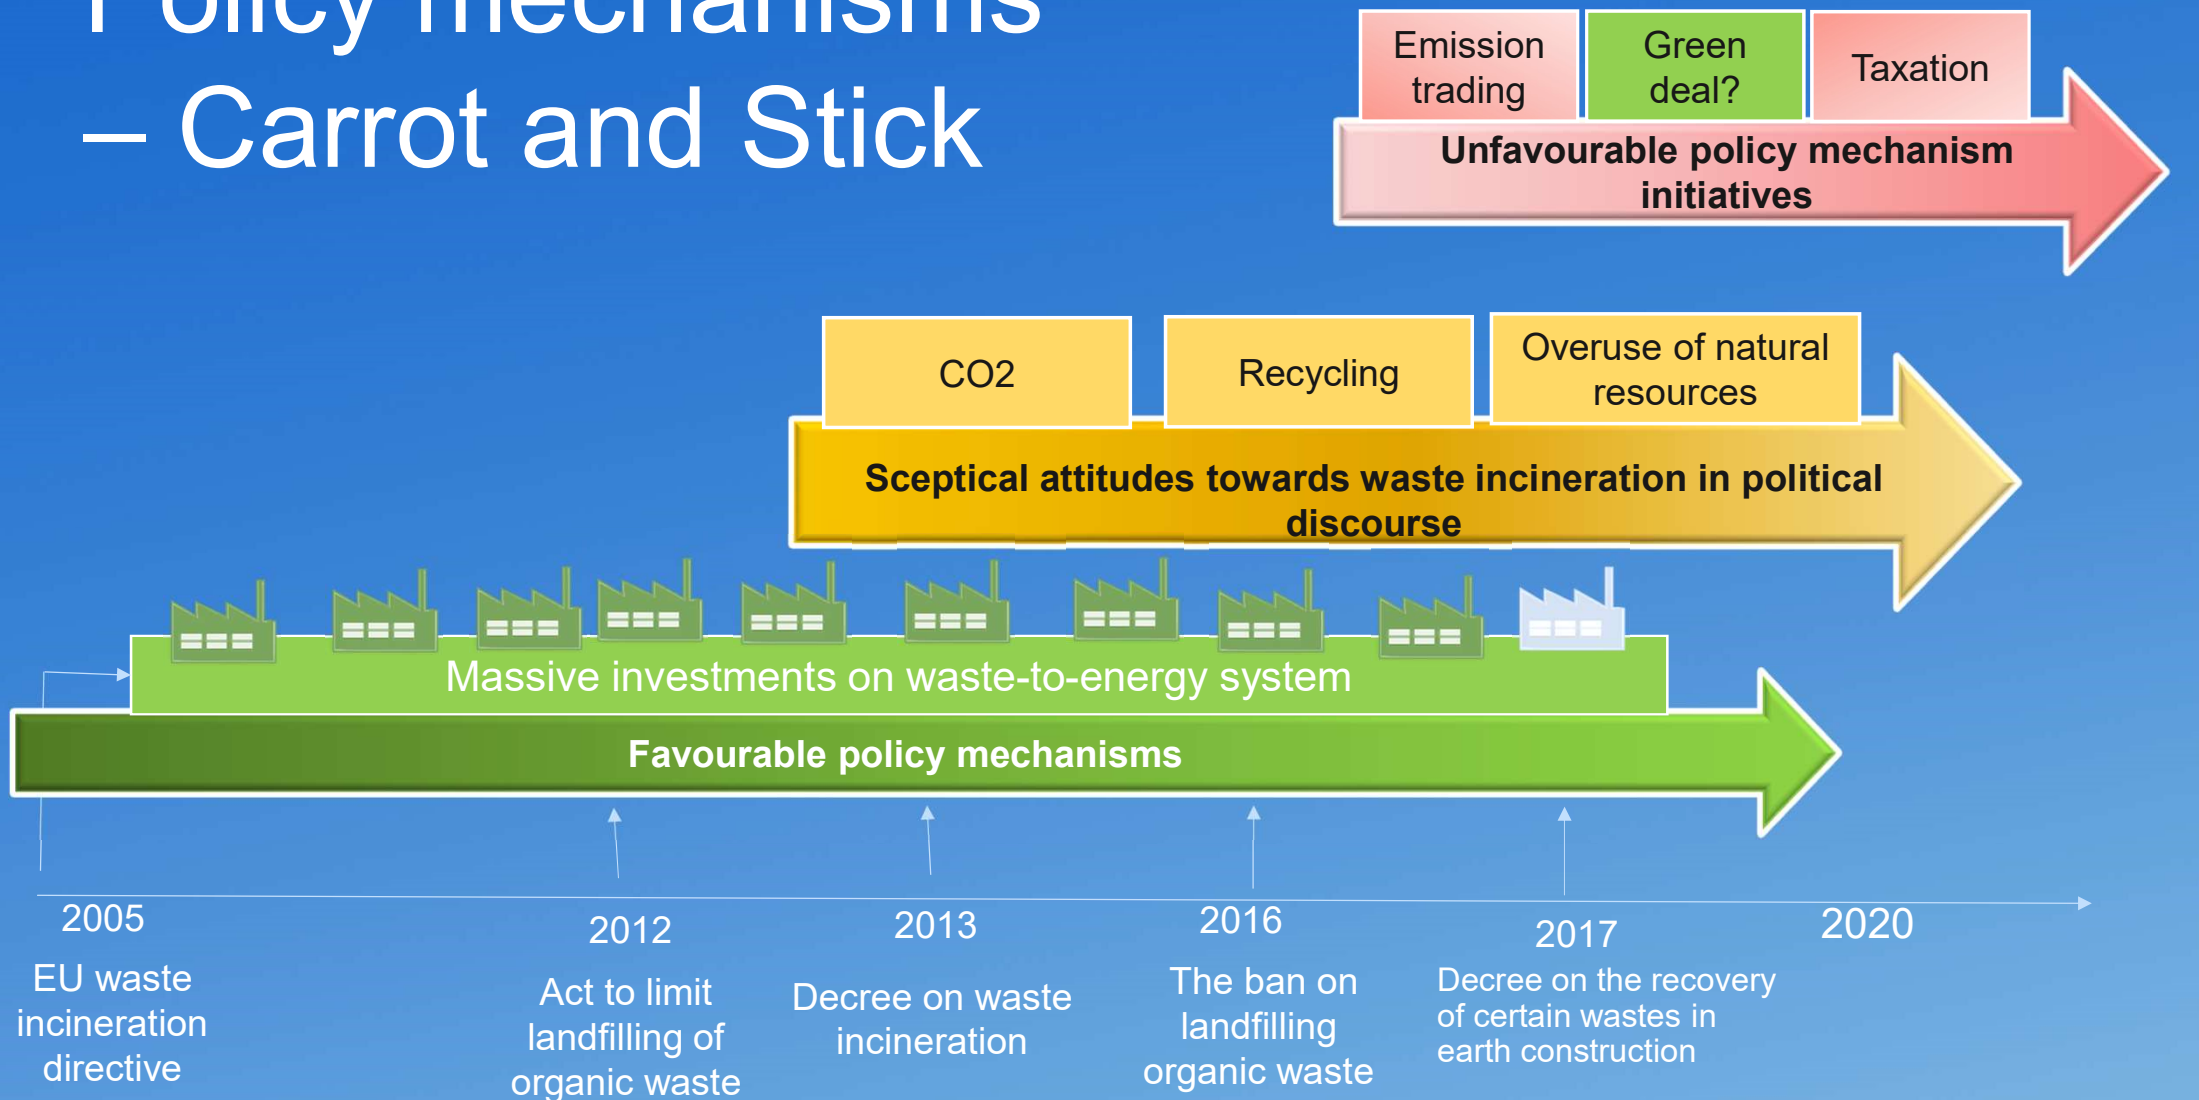 Policy mechanisms
– Carrot and Stick
Emission
trading
Green
deal?
Taxation
Unfavourable policy mechanism
initiatives
CO2
Recycling
Overuse of natural
resources
Sceptical attitudes towards waste incineration in political
discourse
Massive investments on waste-to-energy system
Favourable policy mechanisms
2005
EU waste
incineration
directive
2012
Act to limit
landfilling of
organic waste
2013
Decree on waste
incineration
2016
The ban on
landfilling
organic waste
2017
Decree on the recovery
of certain wastes in
earth construction
2020